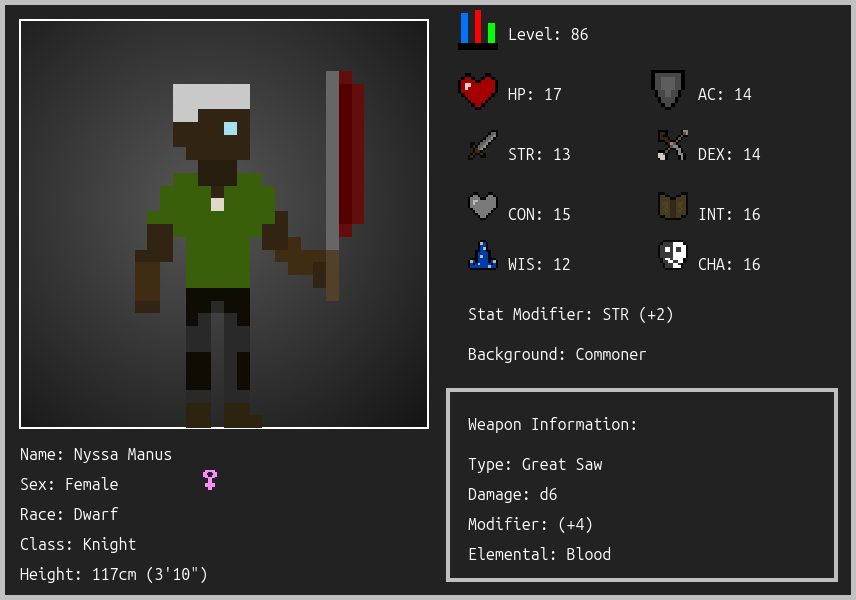 Level: 86
HP: 17
AC: 14
STR: 13
DEX: 14
CON: 15
INT: 16
WIS: 12
CHA: 16
Stat Modifier: STR (+2)
Background: Commoner
Weapon Information:
Type: Great Saw
Damage: d6
Modifier: (+4)
Elemental: Blood
Name: Nyssa Manus
Sex: Female
Race: Dwarf
Class: Knight
Height: 117cm (3'10")